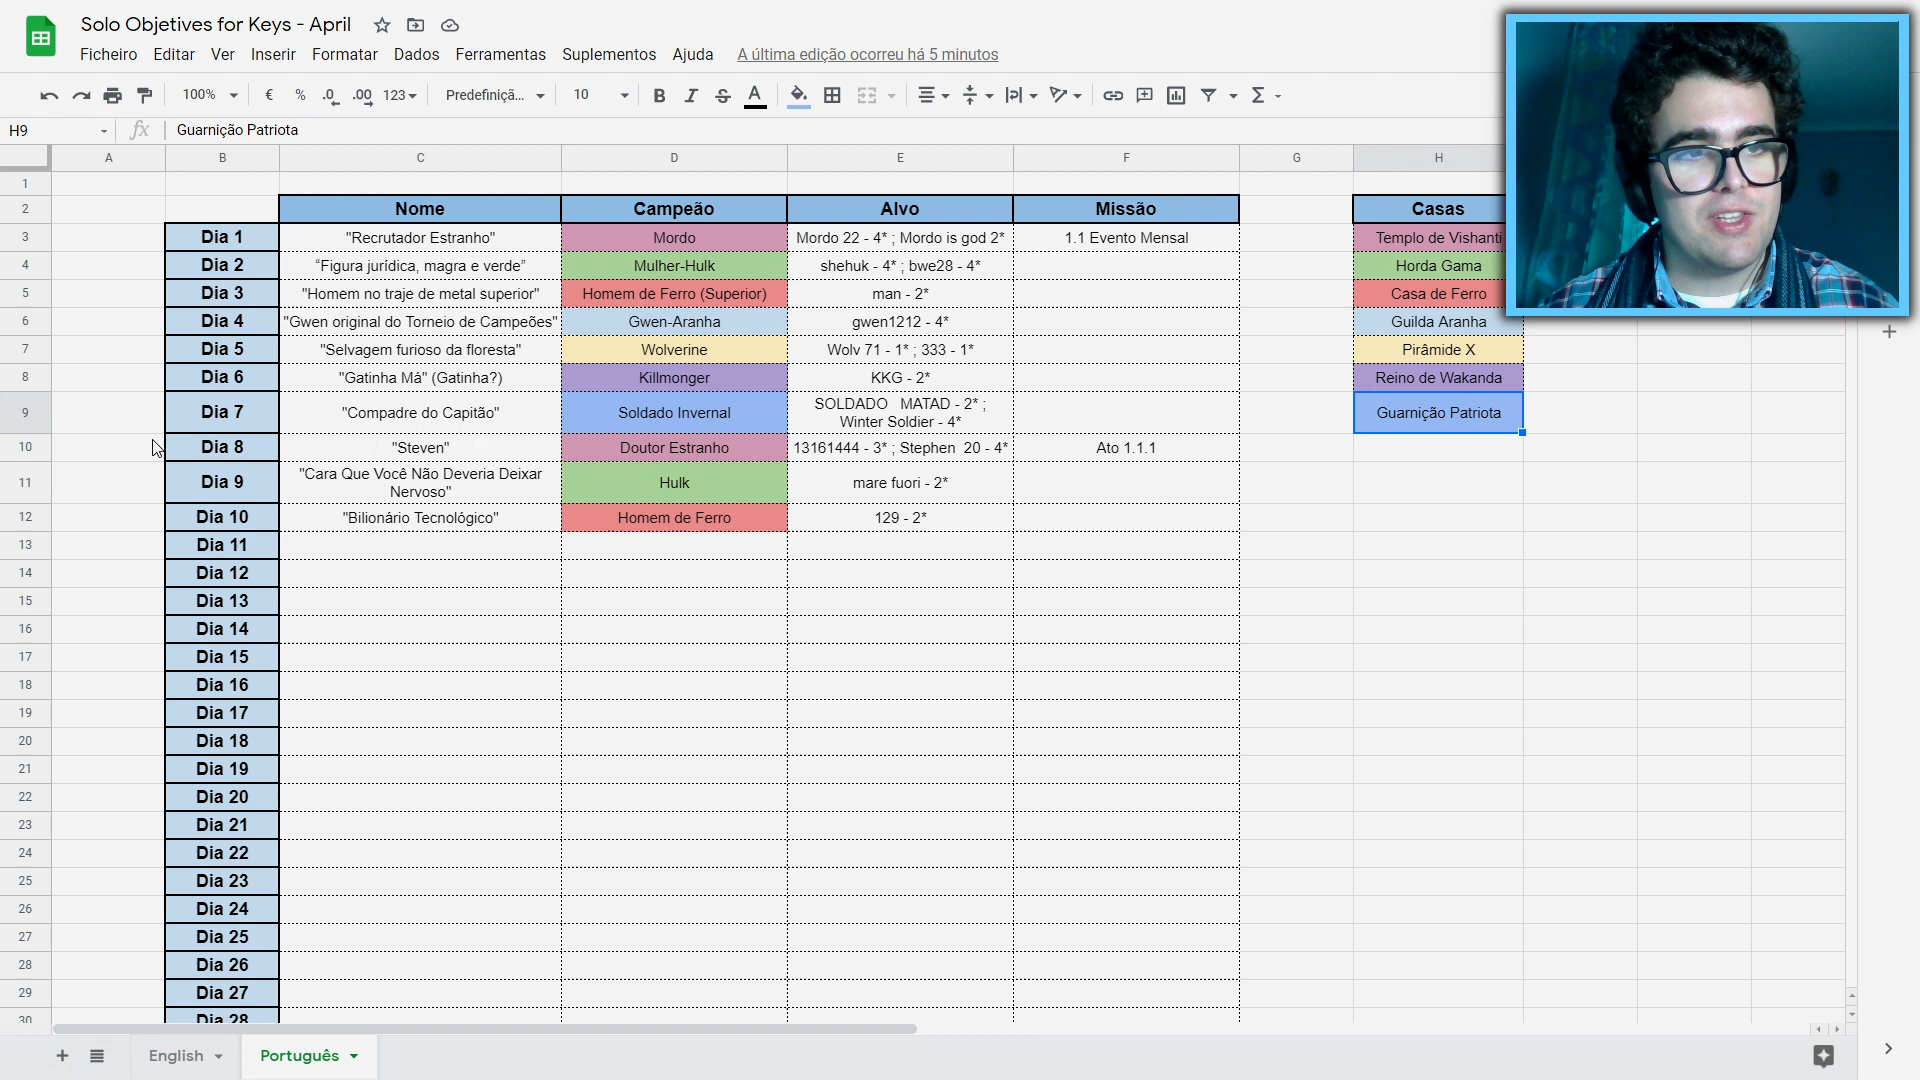 Solo Objetives for Keys - April
Ficheiro Editar Ver Inserir Formatar Dados Ferramentas Suplementos Ajuda A última edição ocorreu há 5 minutos
100% € % .0 .00 123 Predefiniçã... 10 B I S A
H9 fx Guarnição Patriota
A B C D E F G H
1
2 Nome Campeão Alvo Missão Casas
3 Dia 1 "Recrutador Estranho" Mordo Mordo 22 - 4* ; Mordo is god 2* 1.1 Evento Mensal Templo de Vishanti
4 Dia 2 “Figura jurídica, magra e verde” Mulher-Hulk shehuk - 4* ; bwe28 - 4* Horda Gama
5 Dia 3 "Homem no traje de metal superior" Homem de Ferro (Superior) man - 2* Casa de Ferro
6 Dia 4 "Gwen original do Torneio de Campeões" Gwen-Aranha gwen1212 - 4* Guilda Aranha
7 Dia 5 "Selvagem furioso da floresta" Wolverine Wolv 71 - 1* ; 333 - 1* Pirâmide X
8 Dia 6 "Gatinha Má" (Gatinha?) Killmonger KKG - 2* Reino de Wakanda
9 Dia 7 "Compadre do Capitão" Soldado Invernal SOLDADO MATAD - 2* ;
Winter Soldier - 4* Guarnição Patriota
10 Dia 8 "Steven" Doutor Estranho 13161444 - 3* ; Stephen 20 - 4* Ato 1.1.1
11 Dia 9 "Cara Que Você Não Deveria Deixar
Nervoso" Hulk mare fuori - 2*
12 Dia 10 "Bilionário Tecnológico" Homem de Ferro 129 - 2*
13 Dia 11
14 Dia 12
15 Dia 13
16 Dia 14
17 Dia 15
18 Dia 16
19 Dia 17
20 Dia 18
21 Dia 19
22 Dia 20
23 Dia 21
24 Dia 22
25 Dia 23
26 Dia 24
27 Dia 25
28 Dia 26
29 Dia 27
30 Dia 28
English Português